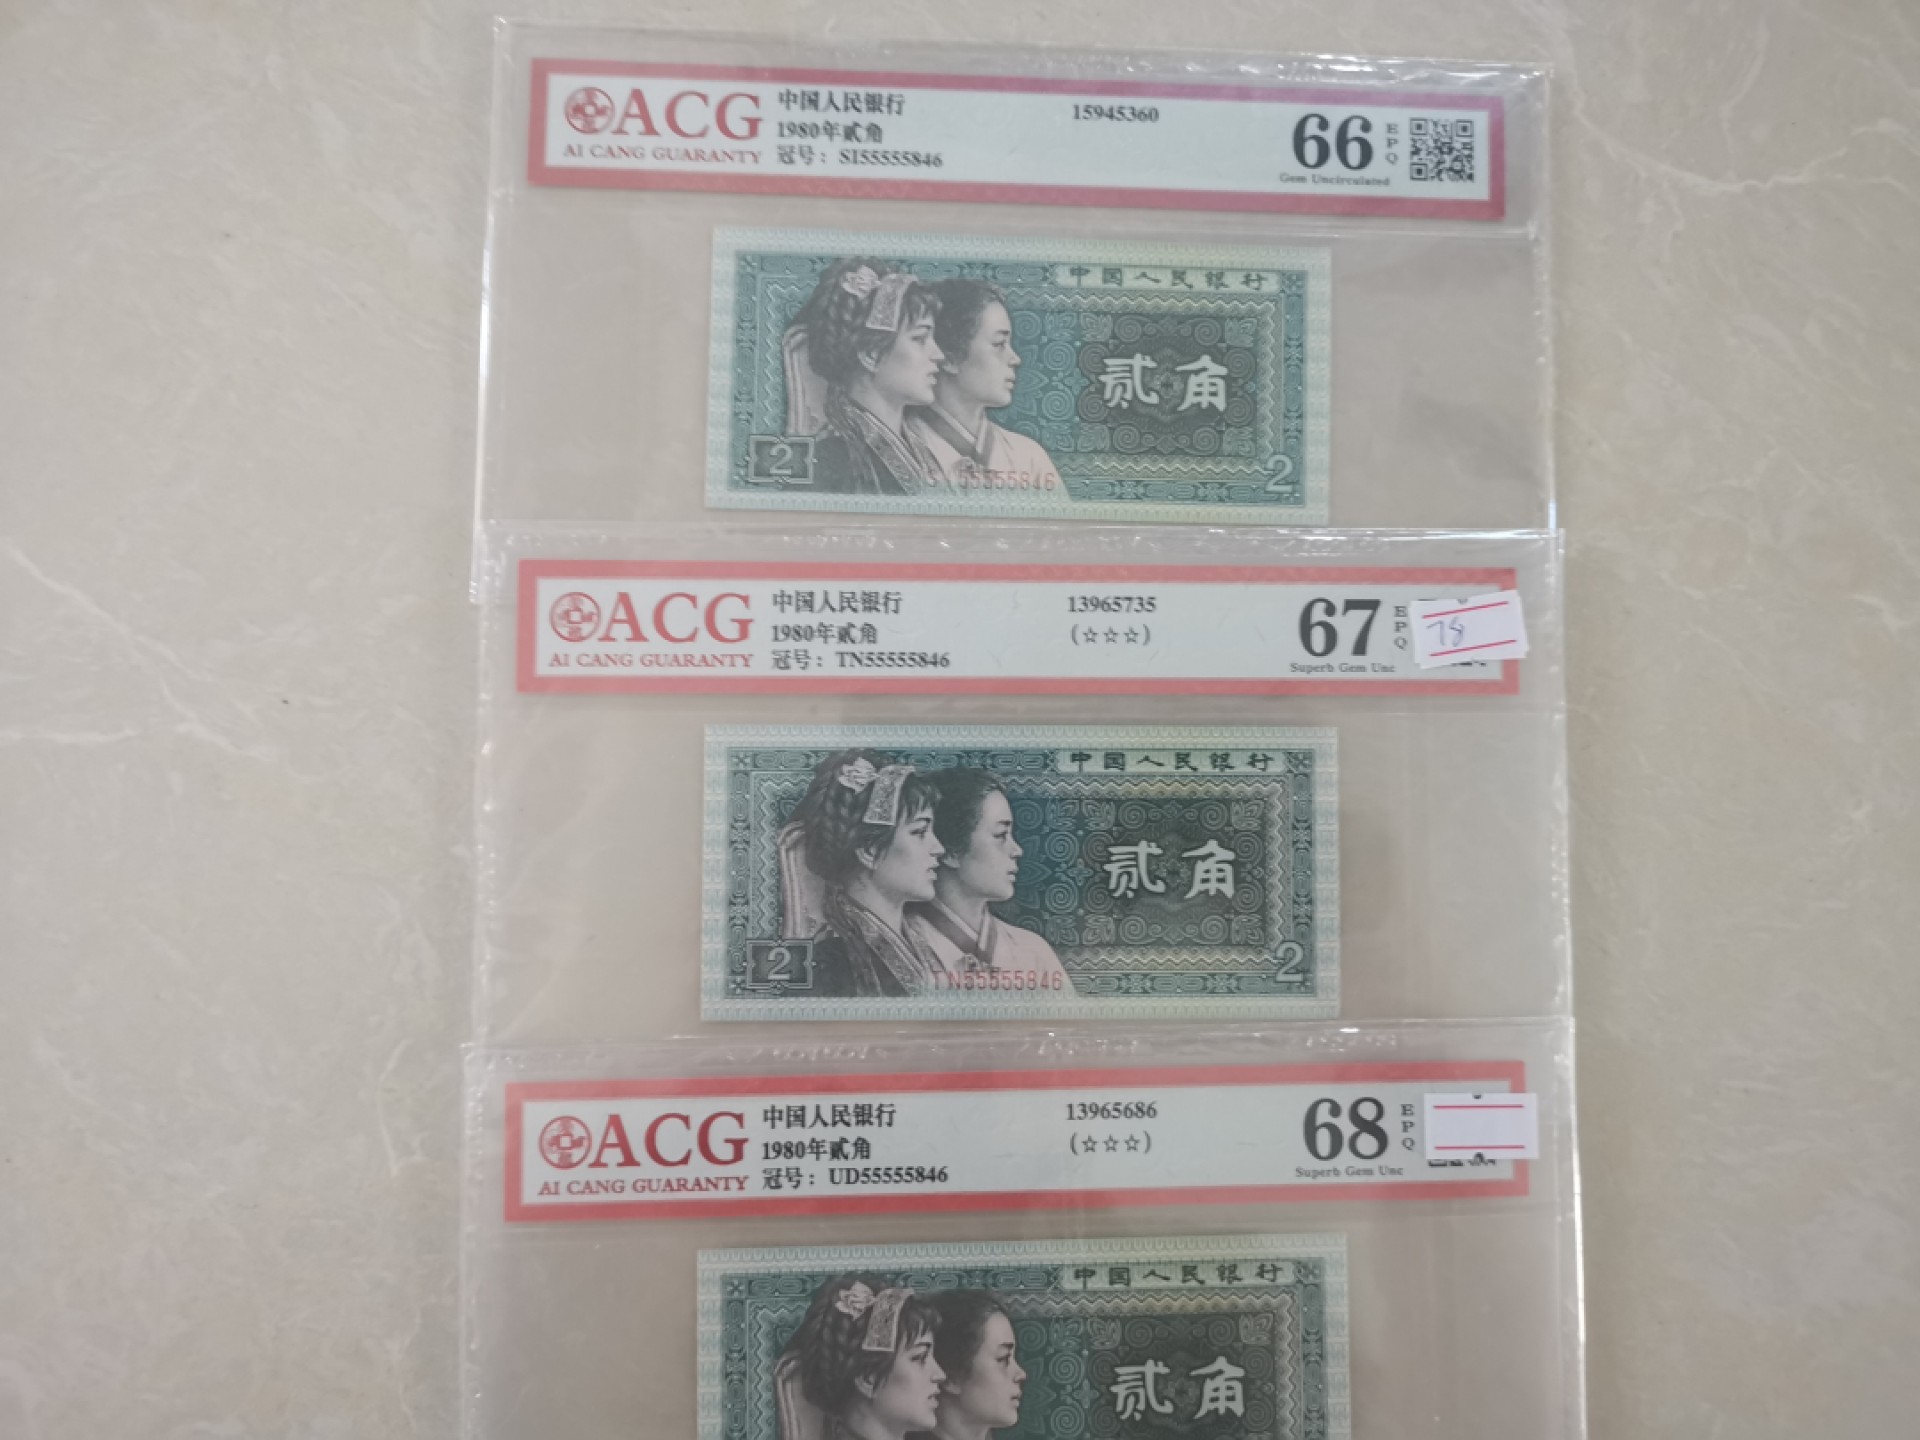 ACG
AI CANG GUARANTY
中国人民银行
1980年贰角
冠号：SI55555846
15945360
66
EPQ
Gem Uncirculated
中国人民银行
贰角
2
2
55555846
ACG
AI CANG GUARANTY
中国人民银行
1980年贰角
冠号：TN55555846
13965735
(☆☆☆)
67
EPQ
Superb Gem Unc
78
中国人民银行
贰角
2
2
TN55555846
ACG
AI CANG GUARANTY
中国人民银行
1980年贰角
冠号：UD55555846
13965686
(☆☆☆)
68
EPQ
Superb Gem Unc
中国人民银行
贰角